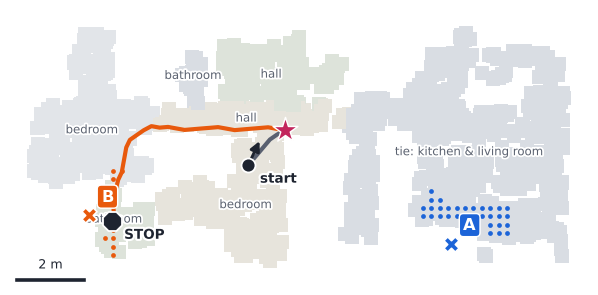 bathroom
hall
hall
bedroom
tie: kitchen & living room
start
B
bedroom
A
STOP
2 m